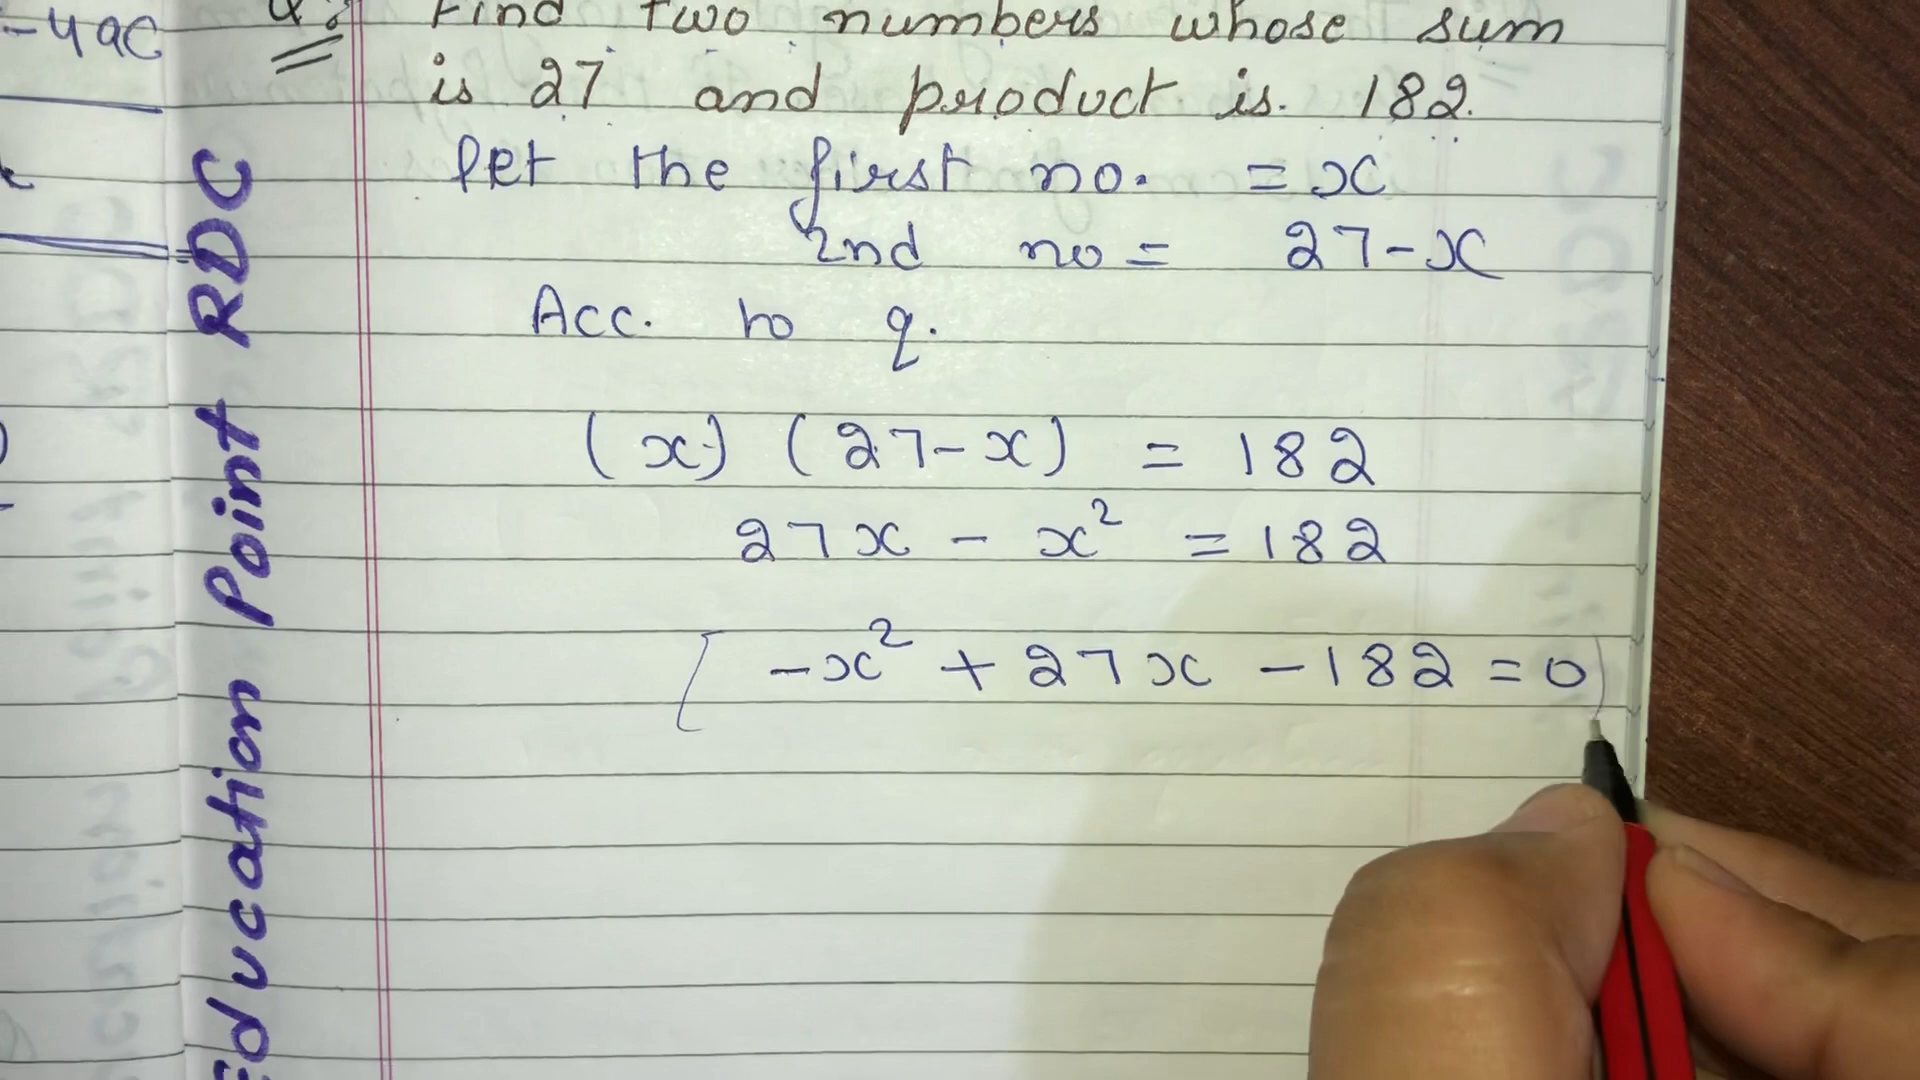 -4ac
Find two numbers whose sum
is 27 and product is. 182.
Let the first no. = x
2nd no = 27-x
Acc. to q.
(x) (27-x) = 182
27x - x² = 182
-x² + 27x - 182 = 0
Education Point RDC